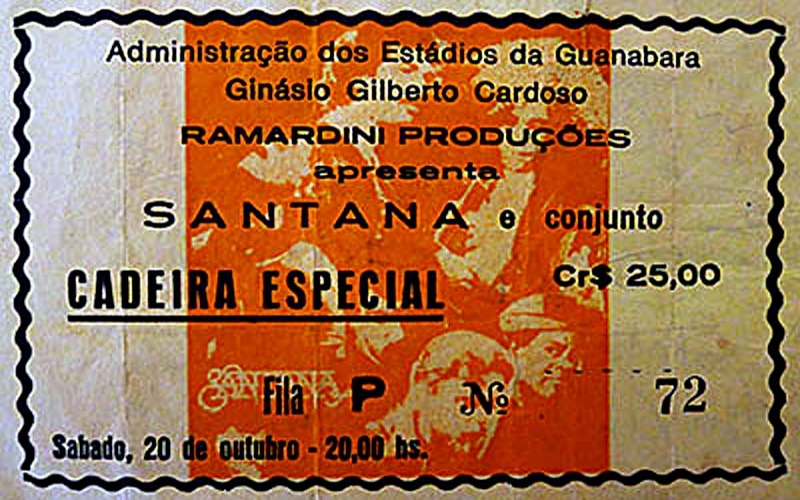 Administração dos Estádios da Guanabara
Ginásio Gilberto Cardoso
RAMARDINI PRODUÇÕES
apresenta
SANTANA e conjunto
CADEIRA ESPECIAL
Cr$ 25,00
SANTANA
Fila P Nº 72
Sabado, 20 de outubro - 20,00 hs.